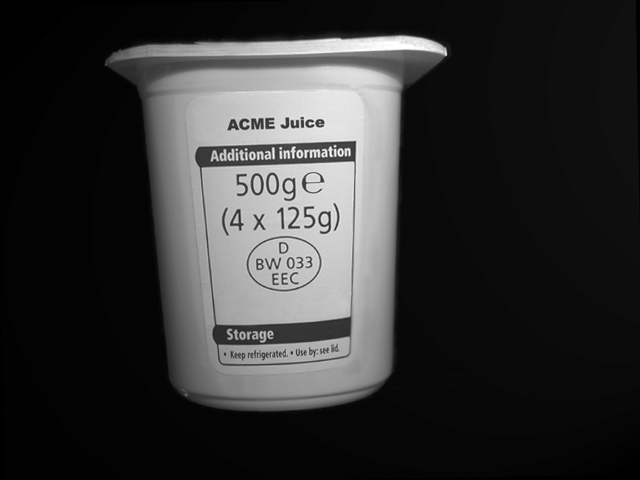 ACME Juice
Additional information
500g℮
(4 x 125g)
D
BW 033
EEC
Storage
• Keep refrigerated. • Use by: see lid.